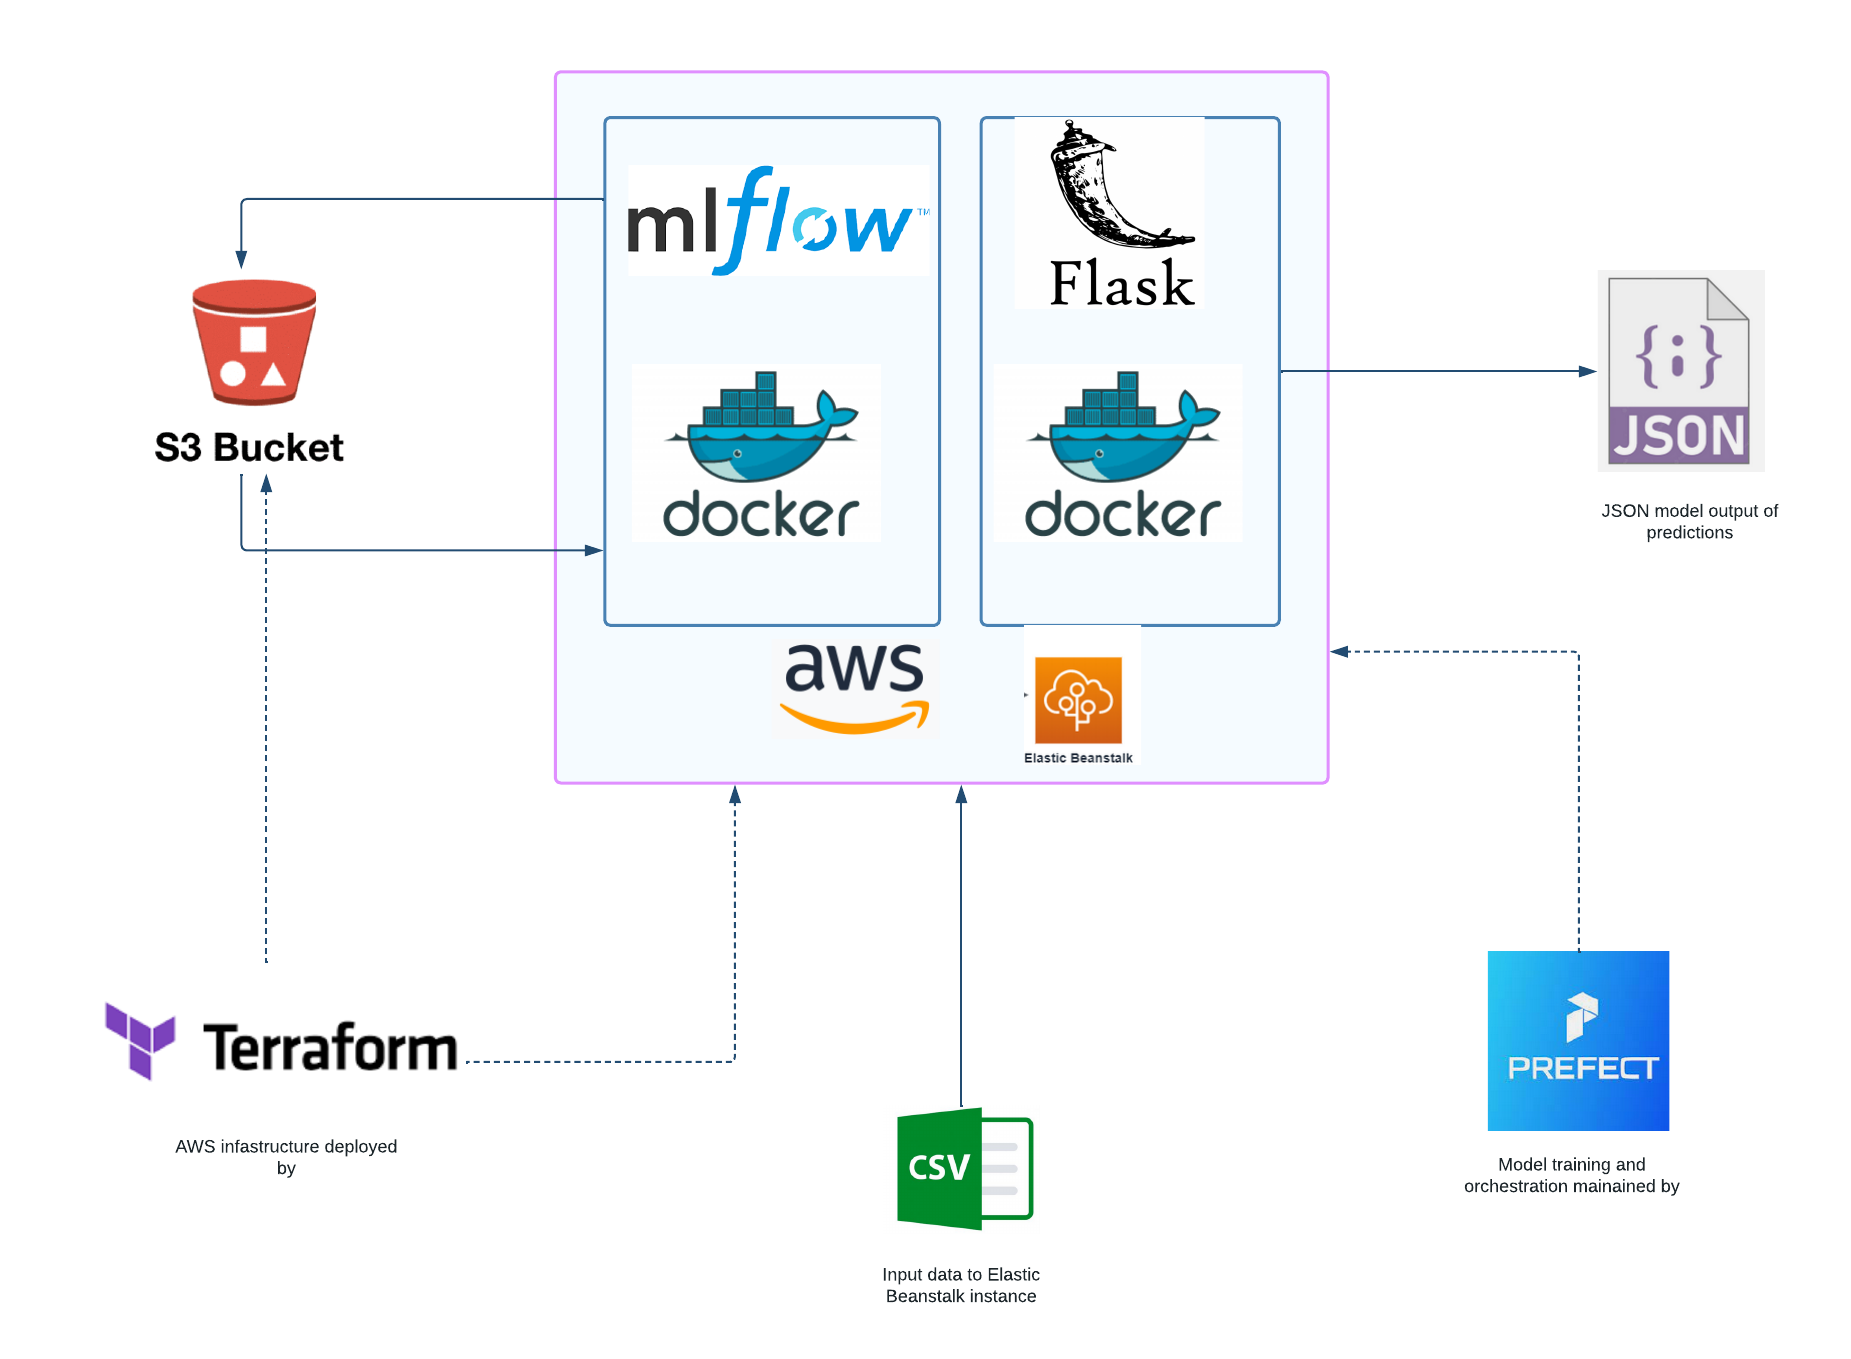 mlflow™
Flask
docker
docker
S3 Bucket
JSON
JSON model output of
predictions
aws
Elastic Beanstalk
Terraform
AWS infastructure deployed
by
CSV
Input data to Elastic
Beanstalk instance
PREFECT
Model training and
orchestration mainained by